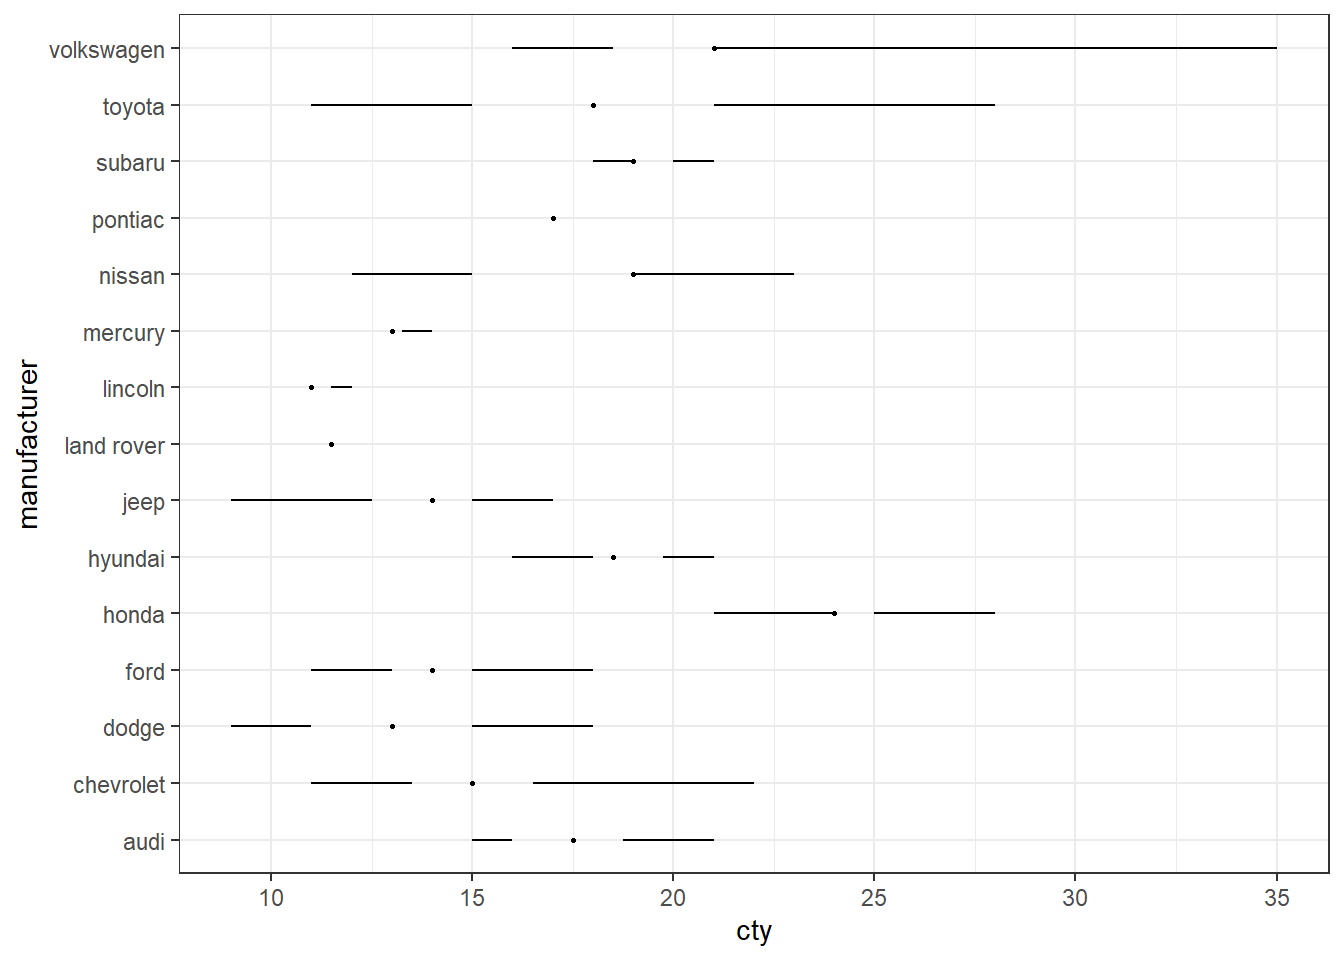 volkswagen
toyota
subaru
pontiac
nissan
mercury
lincoln
land rover
jeep
hyundai
honda
ford
dodge
chevrolet
audi
manufacturer
10 15 20 25 30 35
cty